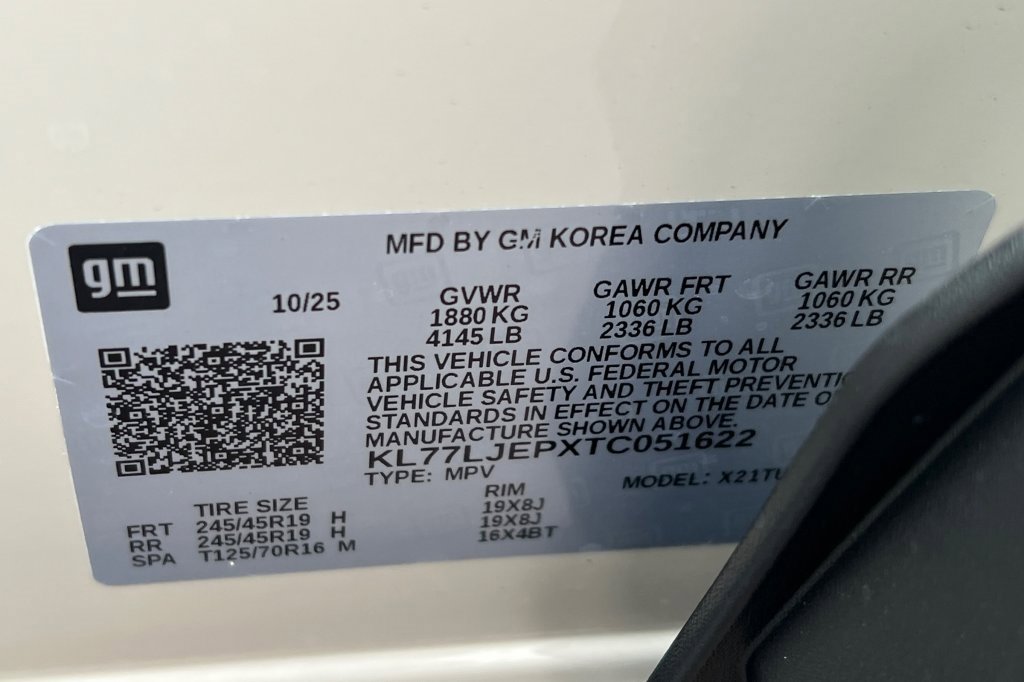 gm
MFD BY GM KOREA COMPANY
10/25
GVWR GAWR FRT GAWR RR
1880 KG 1060 KG 1060 KG
4145 LB 2336 LB 2336 LB
THIS VEHICLE CONFORMS TO ALL
APPLICABLE U.S. FEDERAL MOTOR
VEHICLE SAFETY AND THEFT
STANDARDS IN EFFECT ON THE DATE
MANUFACTURE SHOWN ABOVE.
KL77LJEPXTC051622
TYPE: MPV MODEL:
TIRE SIZE RIM
FRT 245/45R19 H 19X8J
RR 245/45R19 H 19X8J
SPA T125/70R16 M 16X4BT